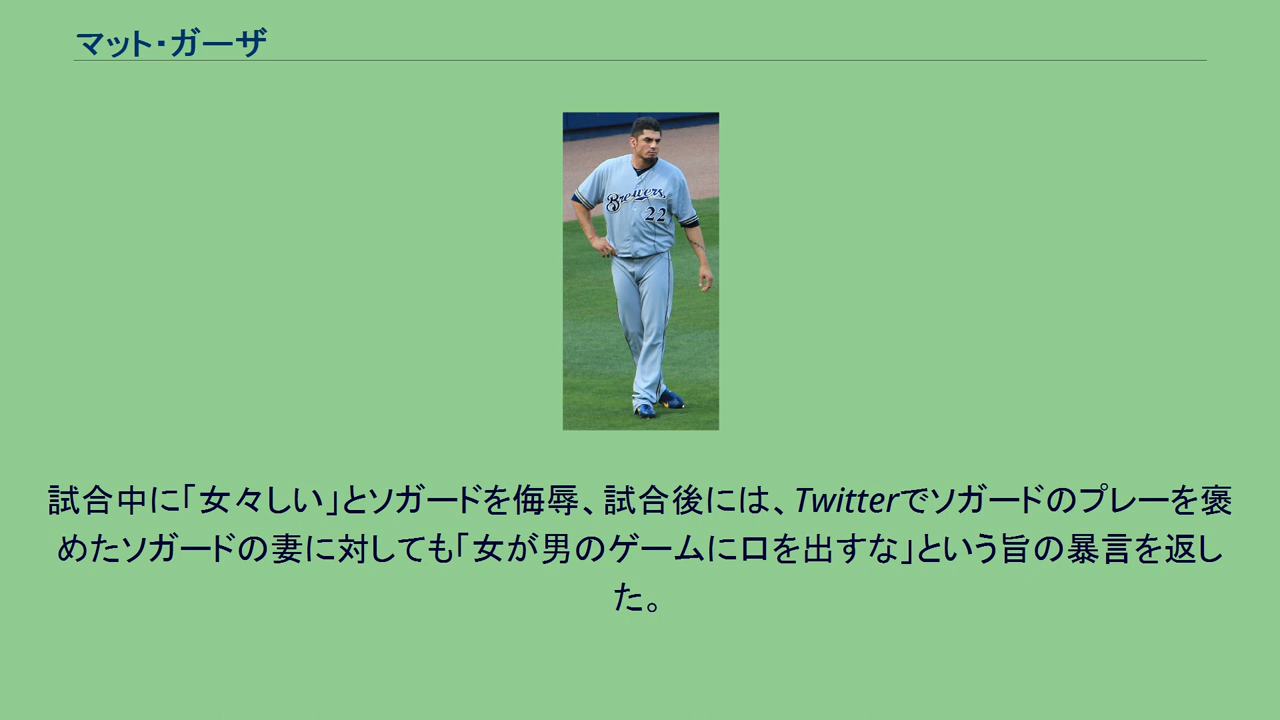 マット・ガーザ
Brewers
22
試合中に「女々しい」とソガードを侮辱、試合後には、Twitterでソガードのプレーを褒
めたソガードの妻に対しても「女が男のゲームに口を出すな」という旨の暴言を返し
た。